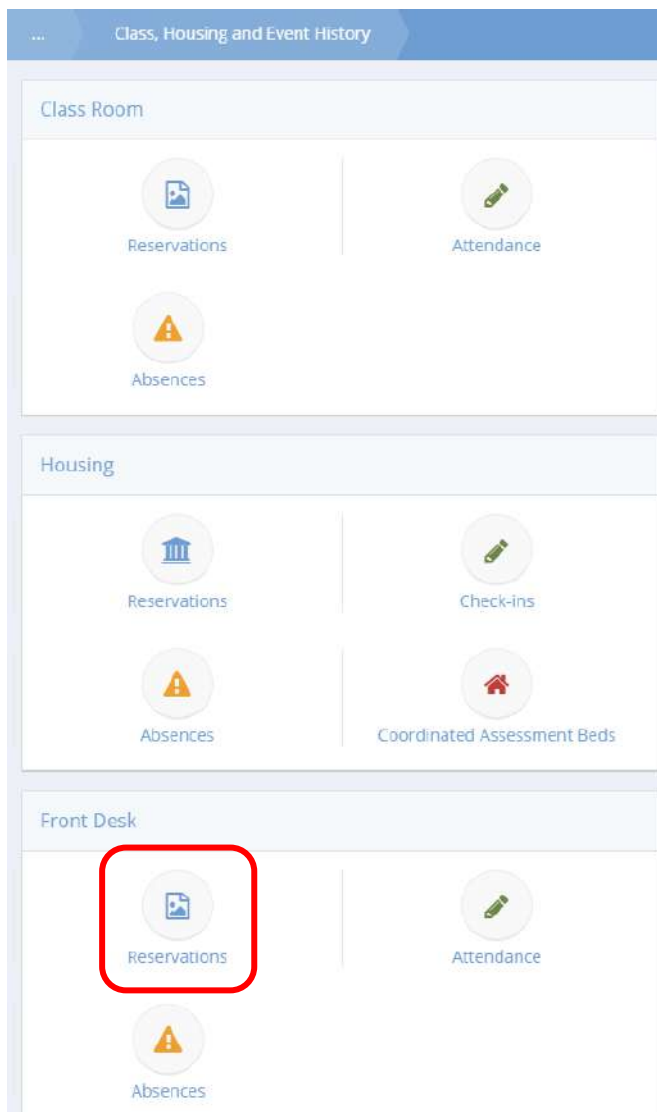 ... Class, Housing and Event History
Class Room
Reservations Attendance
Absences
Housing
Reservations Check-ins
Absences Coordinated Assessment Beds
Front Desk
Reservations Attendance
Absences